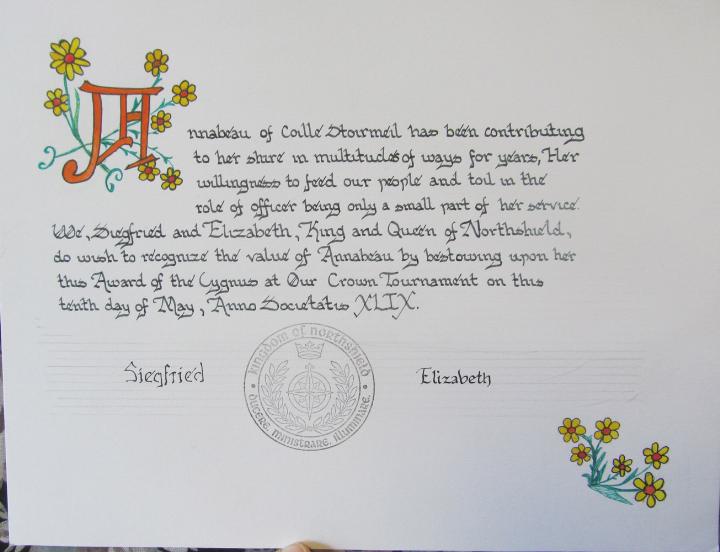 Annabeau of Coille Stoirmeil has been contributing
to her shire in multitudes of ways for years, Her
willingness to feed our people and toil in the
role of officer being only a small part of her service.
We, Siegfried and Elizabeth, King and Queen of Northshield,
do wish to recognize the value of Annabeau by bestowing upon her
this Award of the Cygnus at Our Crown Tournament on this
tenth day of May, Anno Societatis XLIX.
Siegfried
Elizabeth
kingdom of northshield
ducere, ministrare, illuminare.